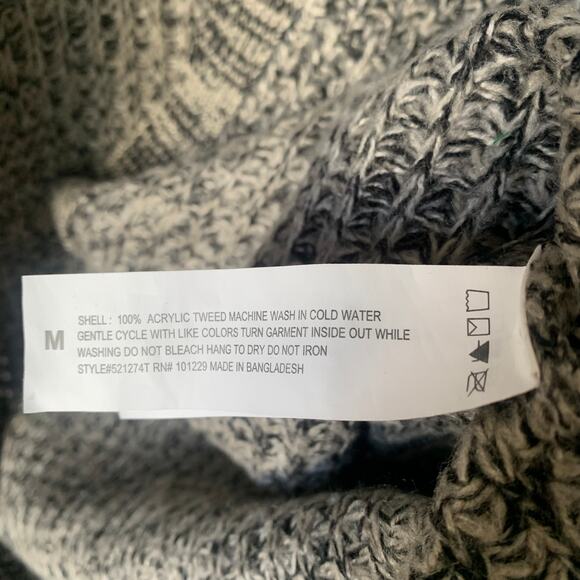 M
SHELL: 100% ACRYLIC TWEED MACHINE WASH IN COLD WATER
GENTLE CYCLE WITH LIKE COLORS TURN GARMENT INSIDE OUT WHILE
WASHING DO NOT BLEACH HANG TO DRY DO NOT IRON
STYLE#521274T RN# 101229 MADE IN BANGLADESH